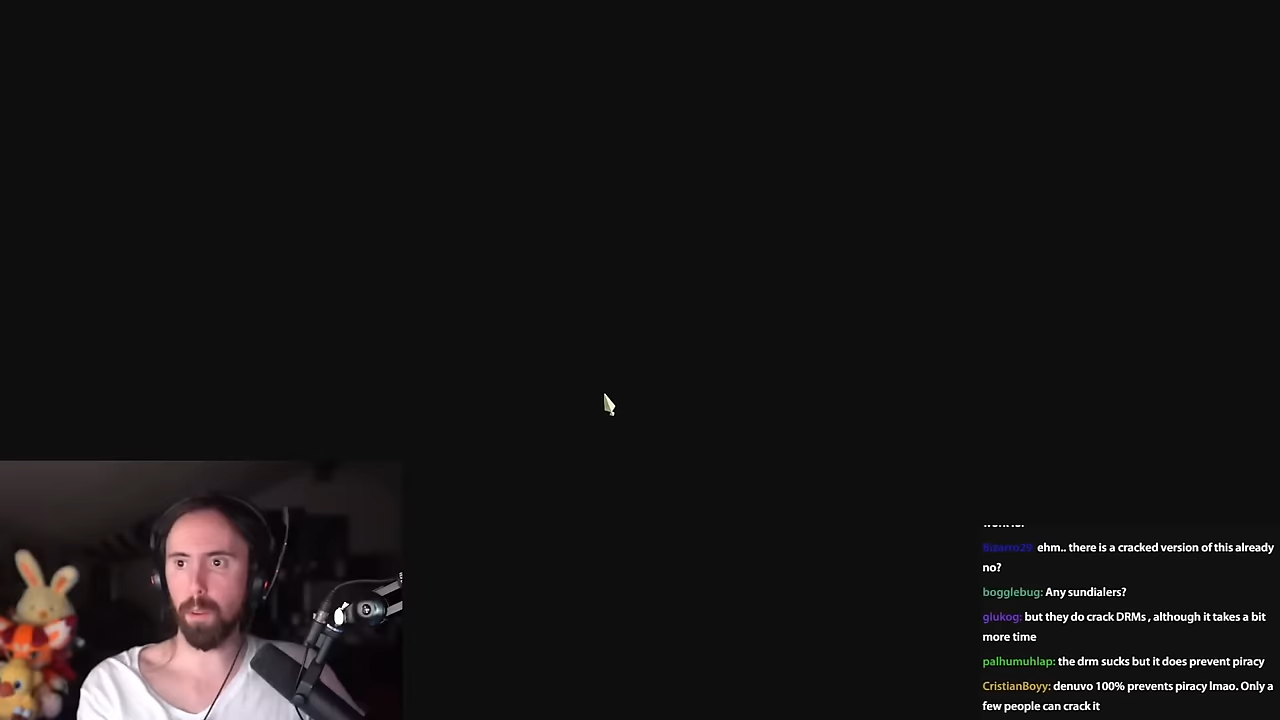 Bizarro29: ehm.. there is a cracked version of this already
no?
bogglebug: Any sundialers?
glukog: but they do crack DRMs , although it takes a bit
more time
palhumuhlap: the drm sucks but it does prevent piracy
CristianBoyy: denuvo 100% prevents piracy lmao. Only a
few people can crack it